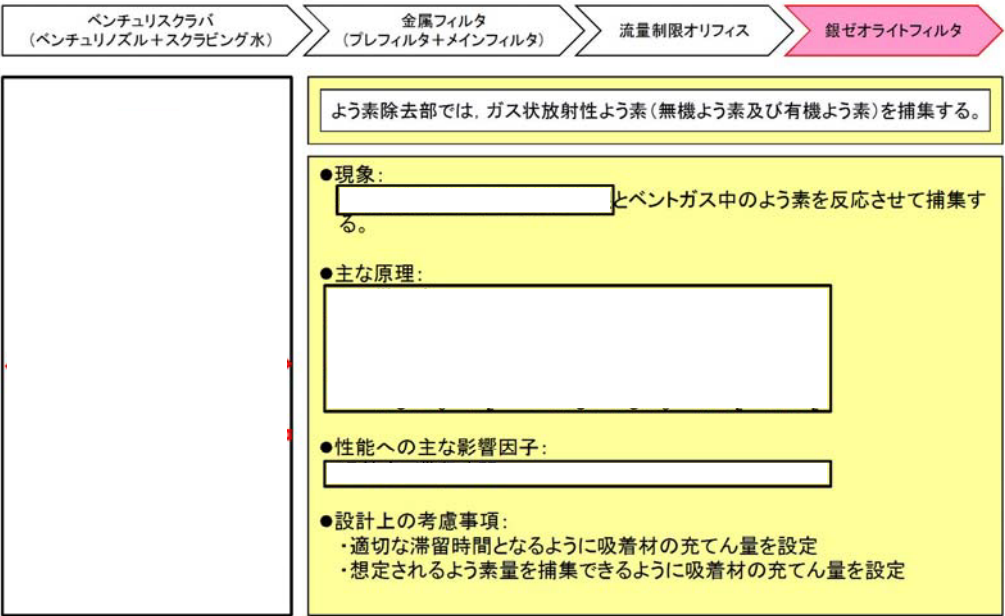 ベンチュリスクラバ
(ベンチュリノズル+スクラビング水)
金属フィルタ
(プレフィルタ+メインフィルタ)
流量制限オリフィス
銀ゼオライトフィルタ
よう素除去部では,ガス状放射性よう素(無機よう素及び有機よう素)を捕集する。
●現象:
とベントガス中のよう素を反応させて捕集す
る。
●主な原理:
●性能への主な影響因子:
●設計上の考慮事項:
・適切な滞留時間となるように吸着材の充てん量を設定
・想定されるよう素量を捕集できるように吸着材の充てん量を設定